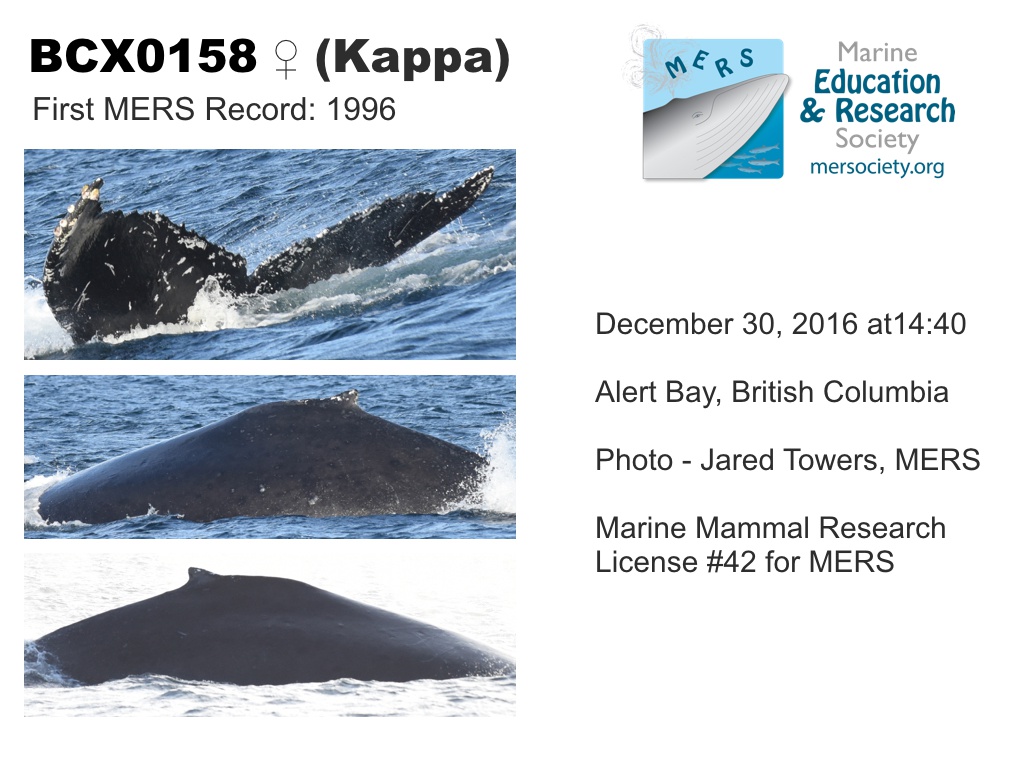 BCX0158 ♀ (Kappa)
First MERS Record: 1996
MERS
Marine
Education
& Research
Society
mersociety.org
December 30, 2016 at14:40
Alert Bay, British Columbia
Photo - Jared Towers, MERS
Marine Mammal Research
License #42 for MERS